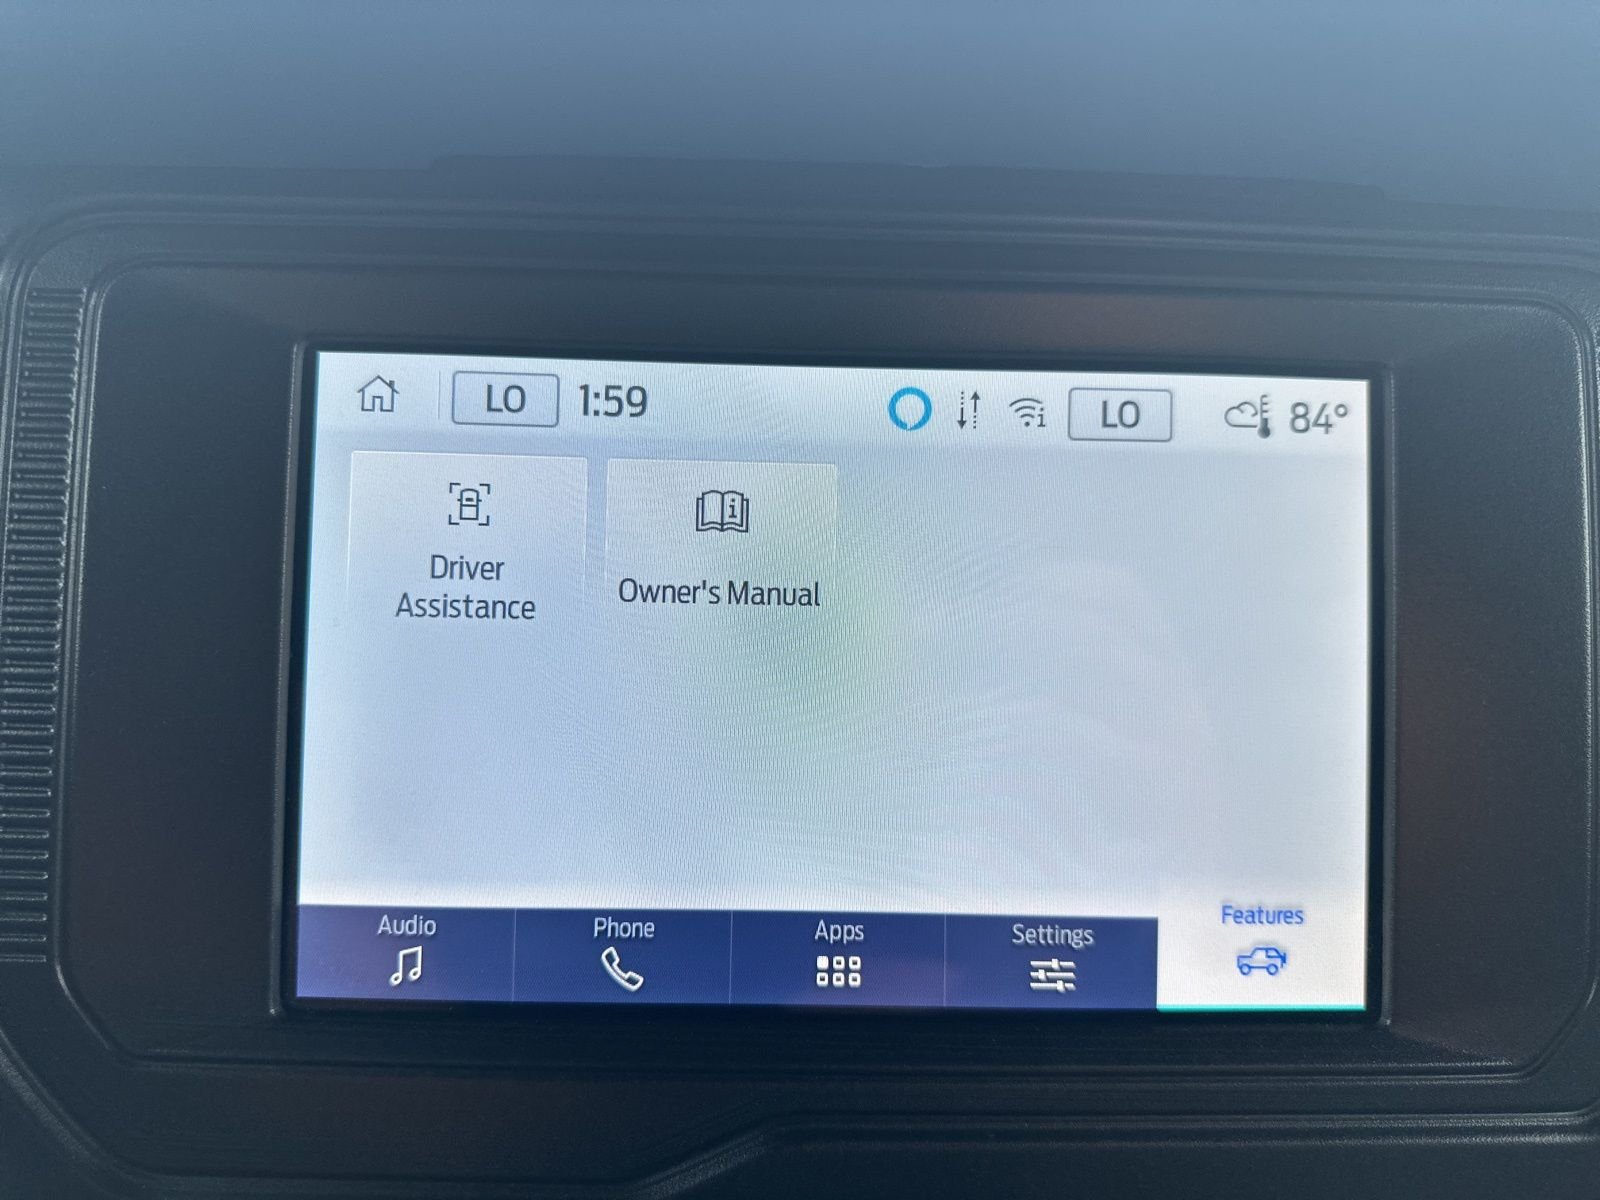 LO 1:59 LO 84°
Driver
Assistance
Owner's Manual
Audio
Phone
Apps
Settings
Features